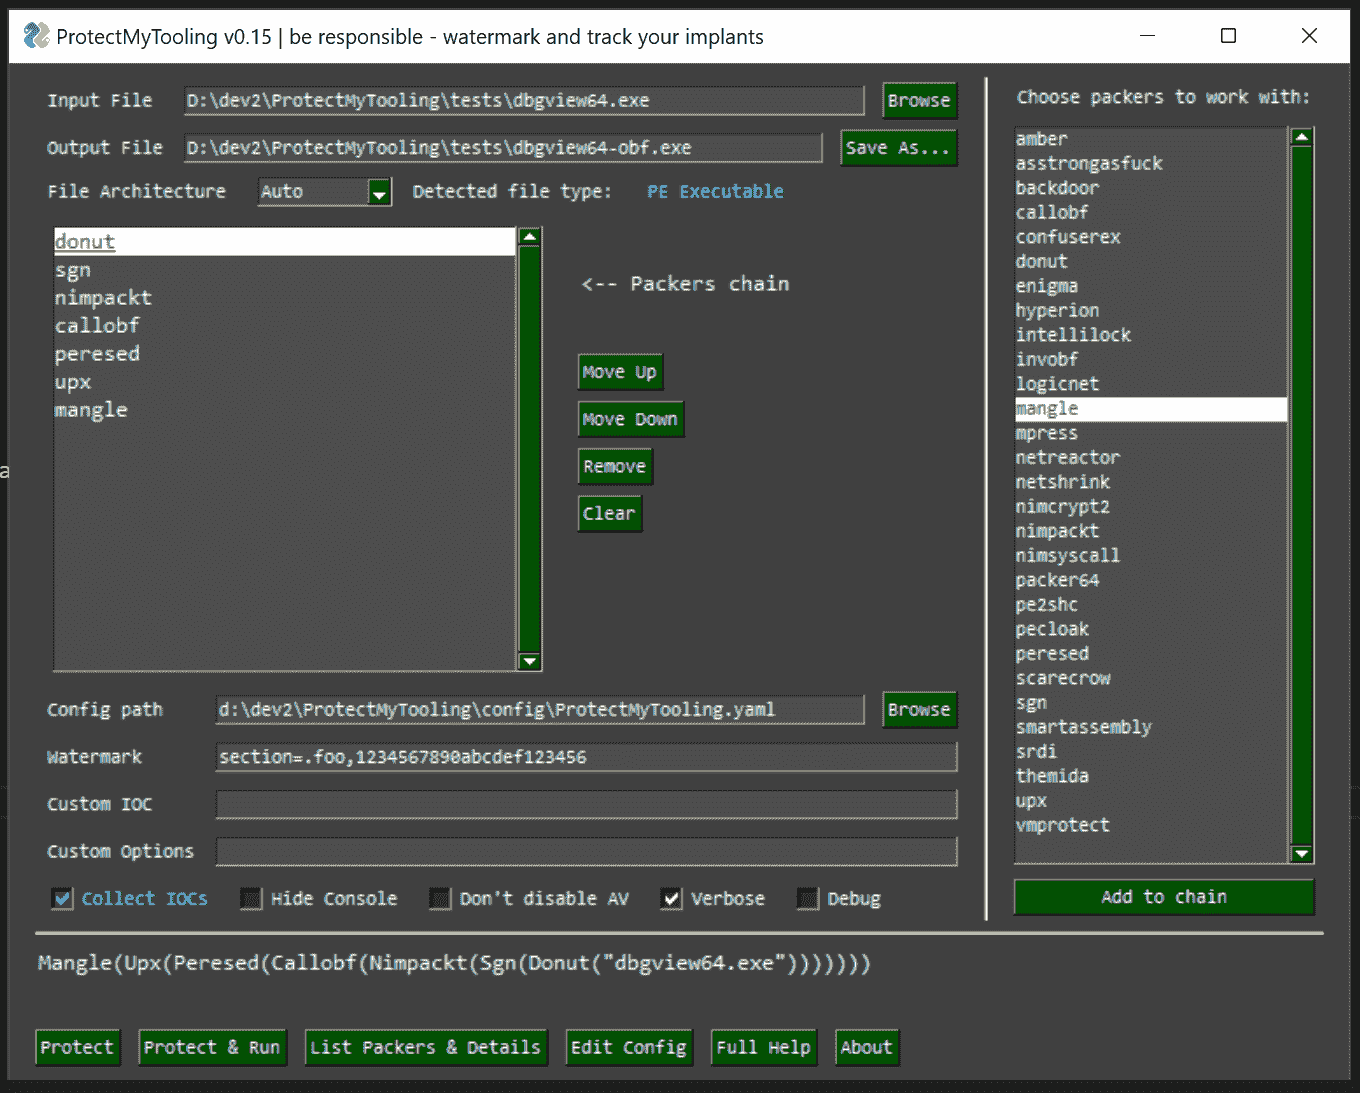 ProtectMyTooling v0.15 | be responsible - watermark and track your implants
Input File D:\dev2\ProtectMyTooling\tests\dbgview64.exe Browse
Output File D:\dev2\ProtectMyTooling\tests\dbgview64-obf.exe Save As...
File Architecture Auto Detected file type: PE Executable
donut
sgn
nimpackt
callobf
peresed
upx
mangle
<-- Packers chain
Move Up
Move Down
Remove
Clear
Config path d:\dev2\ProtectMyTooling\config\ProtectMyTooling.yaml Browse
Watermark section=.foo,1234567890abcdef123456
Custom IOC
Custom Options
Collect IOCs Hide Console Don't disable AV Verbose Debug
Choose packers to work with:
amber
asstrongasfuck
backdoor
callobf
confuserex
donut
enigma
hyperion
intellilock
invobf
logicnet
mangle
mpress
netreactor
netshrink
nimcrypt2
nimpackt
nimsyscall
packer64
pe2shc
pecloak
peresed
scarecrow
sgn
smartassembly
srdi
themida
upx
vmprotect
Add to chain
Mangle(Upx(Peresed(Callobf(Nimpackt(Sgn(Donut("dbgview64.exe")))))))
Protect Protect & Run List Packers & Details Edit Config Full Help About
a